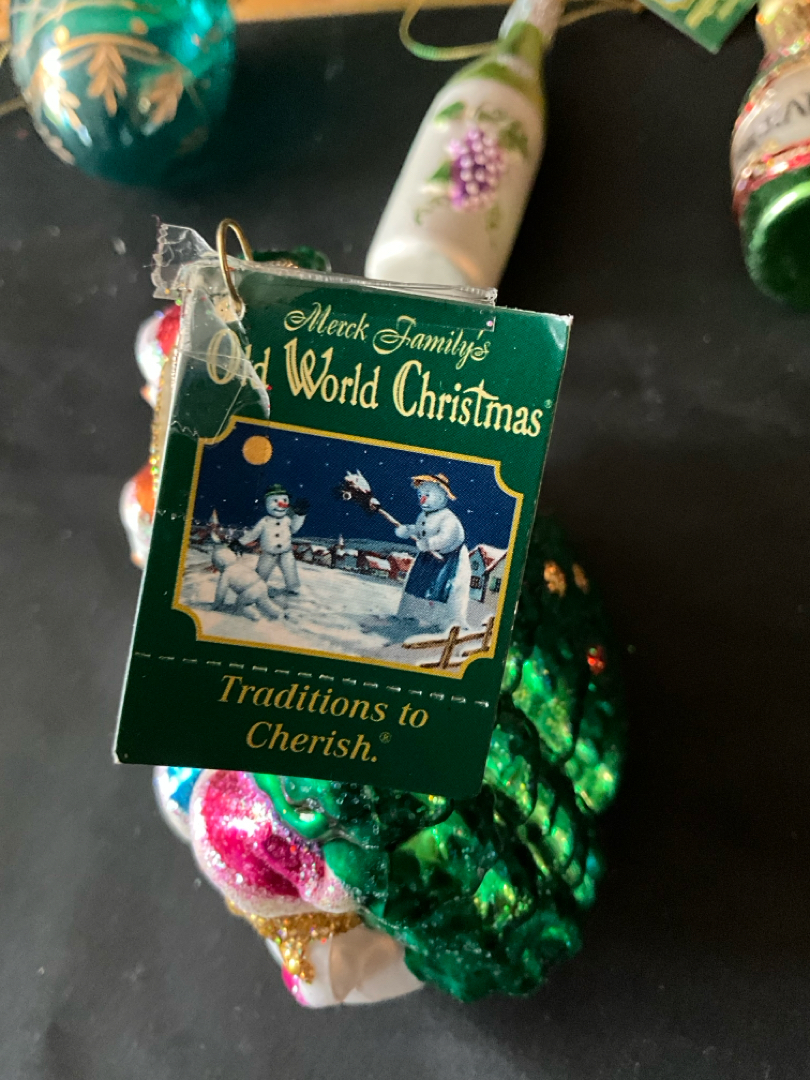 Merck Family's
Old World Christmas®
Traditions to
Cherish.®